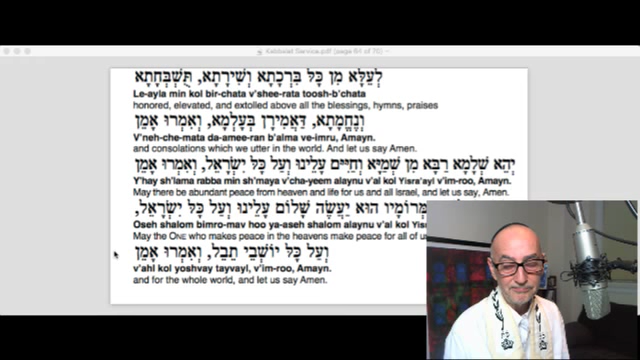 Kabbalat Service.pdf (page 64 of 70)
לְעֵלָּא מִן כָּל בִּרְכָתָא וְשִׁירָתָא, תֻּשְׁבְּחָתָא
Le-ayla min kol bir-chata v'shee-rata toosh-b'chata
honored, elevated, and extolled above all the blessings, hymns, praises
וְנֶחֱמָתָא, דַּאֲמִירָן בְּעָלְמָא, וְאִמְרוּ אָמֵן
V'neh-che-mata da-amee-ran b'alma ve-imru, Amayn.
and consolations which we utter in the world. And let us say Amen.
יְהֵא שְׁלָמָא רַבָּא מִן שְׁמַיָּא וְחַיִּים עָלֵינוּ וְעַל כָּל יִשְׂרָאֵל, וְאִמְרוּ אָמֵן
Y'hay sh'lama rabba min sh'maya v'cha-yeem alaynu v'al kol Yisra'ayl v'im-roo, Amayn.
May there be abundant peace from heaven and life for us and all Israel, and let us say, Amen.
בִּמְרוֹמָיו הוּא יַעֲשֶׂה שָׁלוֹם עָלֵינוּ וְעַל כָּל יִשְׂרָאֵל,
Oseh shalom bimro-mav hoo ya-aseh shalom alaynu v'al kol
May the ONE who makes peace in the heavens make peace for all of
וְעַל כָּל יוֹשְׁבֵי תֵבֵל, וְאִמְרוּ אָמֵן
v'ahl kol yoshvay tayvayl, v'im-roo, Amayn.
and for the whole world, and let us say Amen.